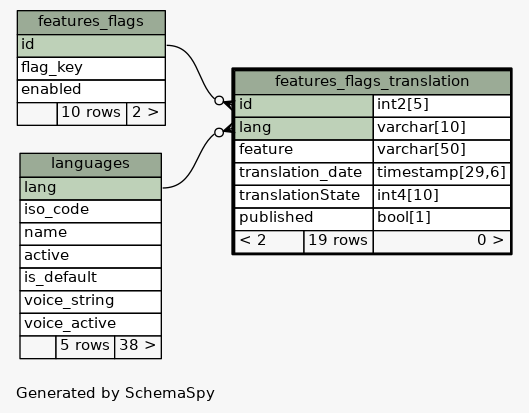 features_flags
id
flag_key
enabled
10 rows 2 >
languages
lang
iso_code
name
active
is_default
voice_string
voice_active
5 rows 38 >
features_flags_translation
id int2[5]
lang varchar[10]
feature varchar[50]
translation_date timestamp[29,6]
translationState int4[10]
published bool[1]
< 2 19 rows 0 >
Generated by SchemaSpy